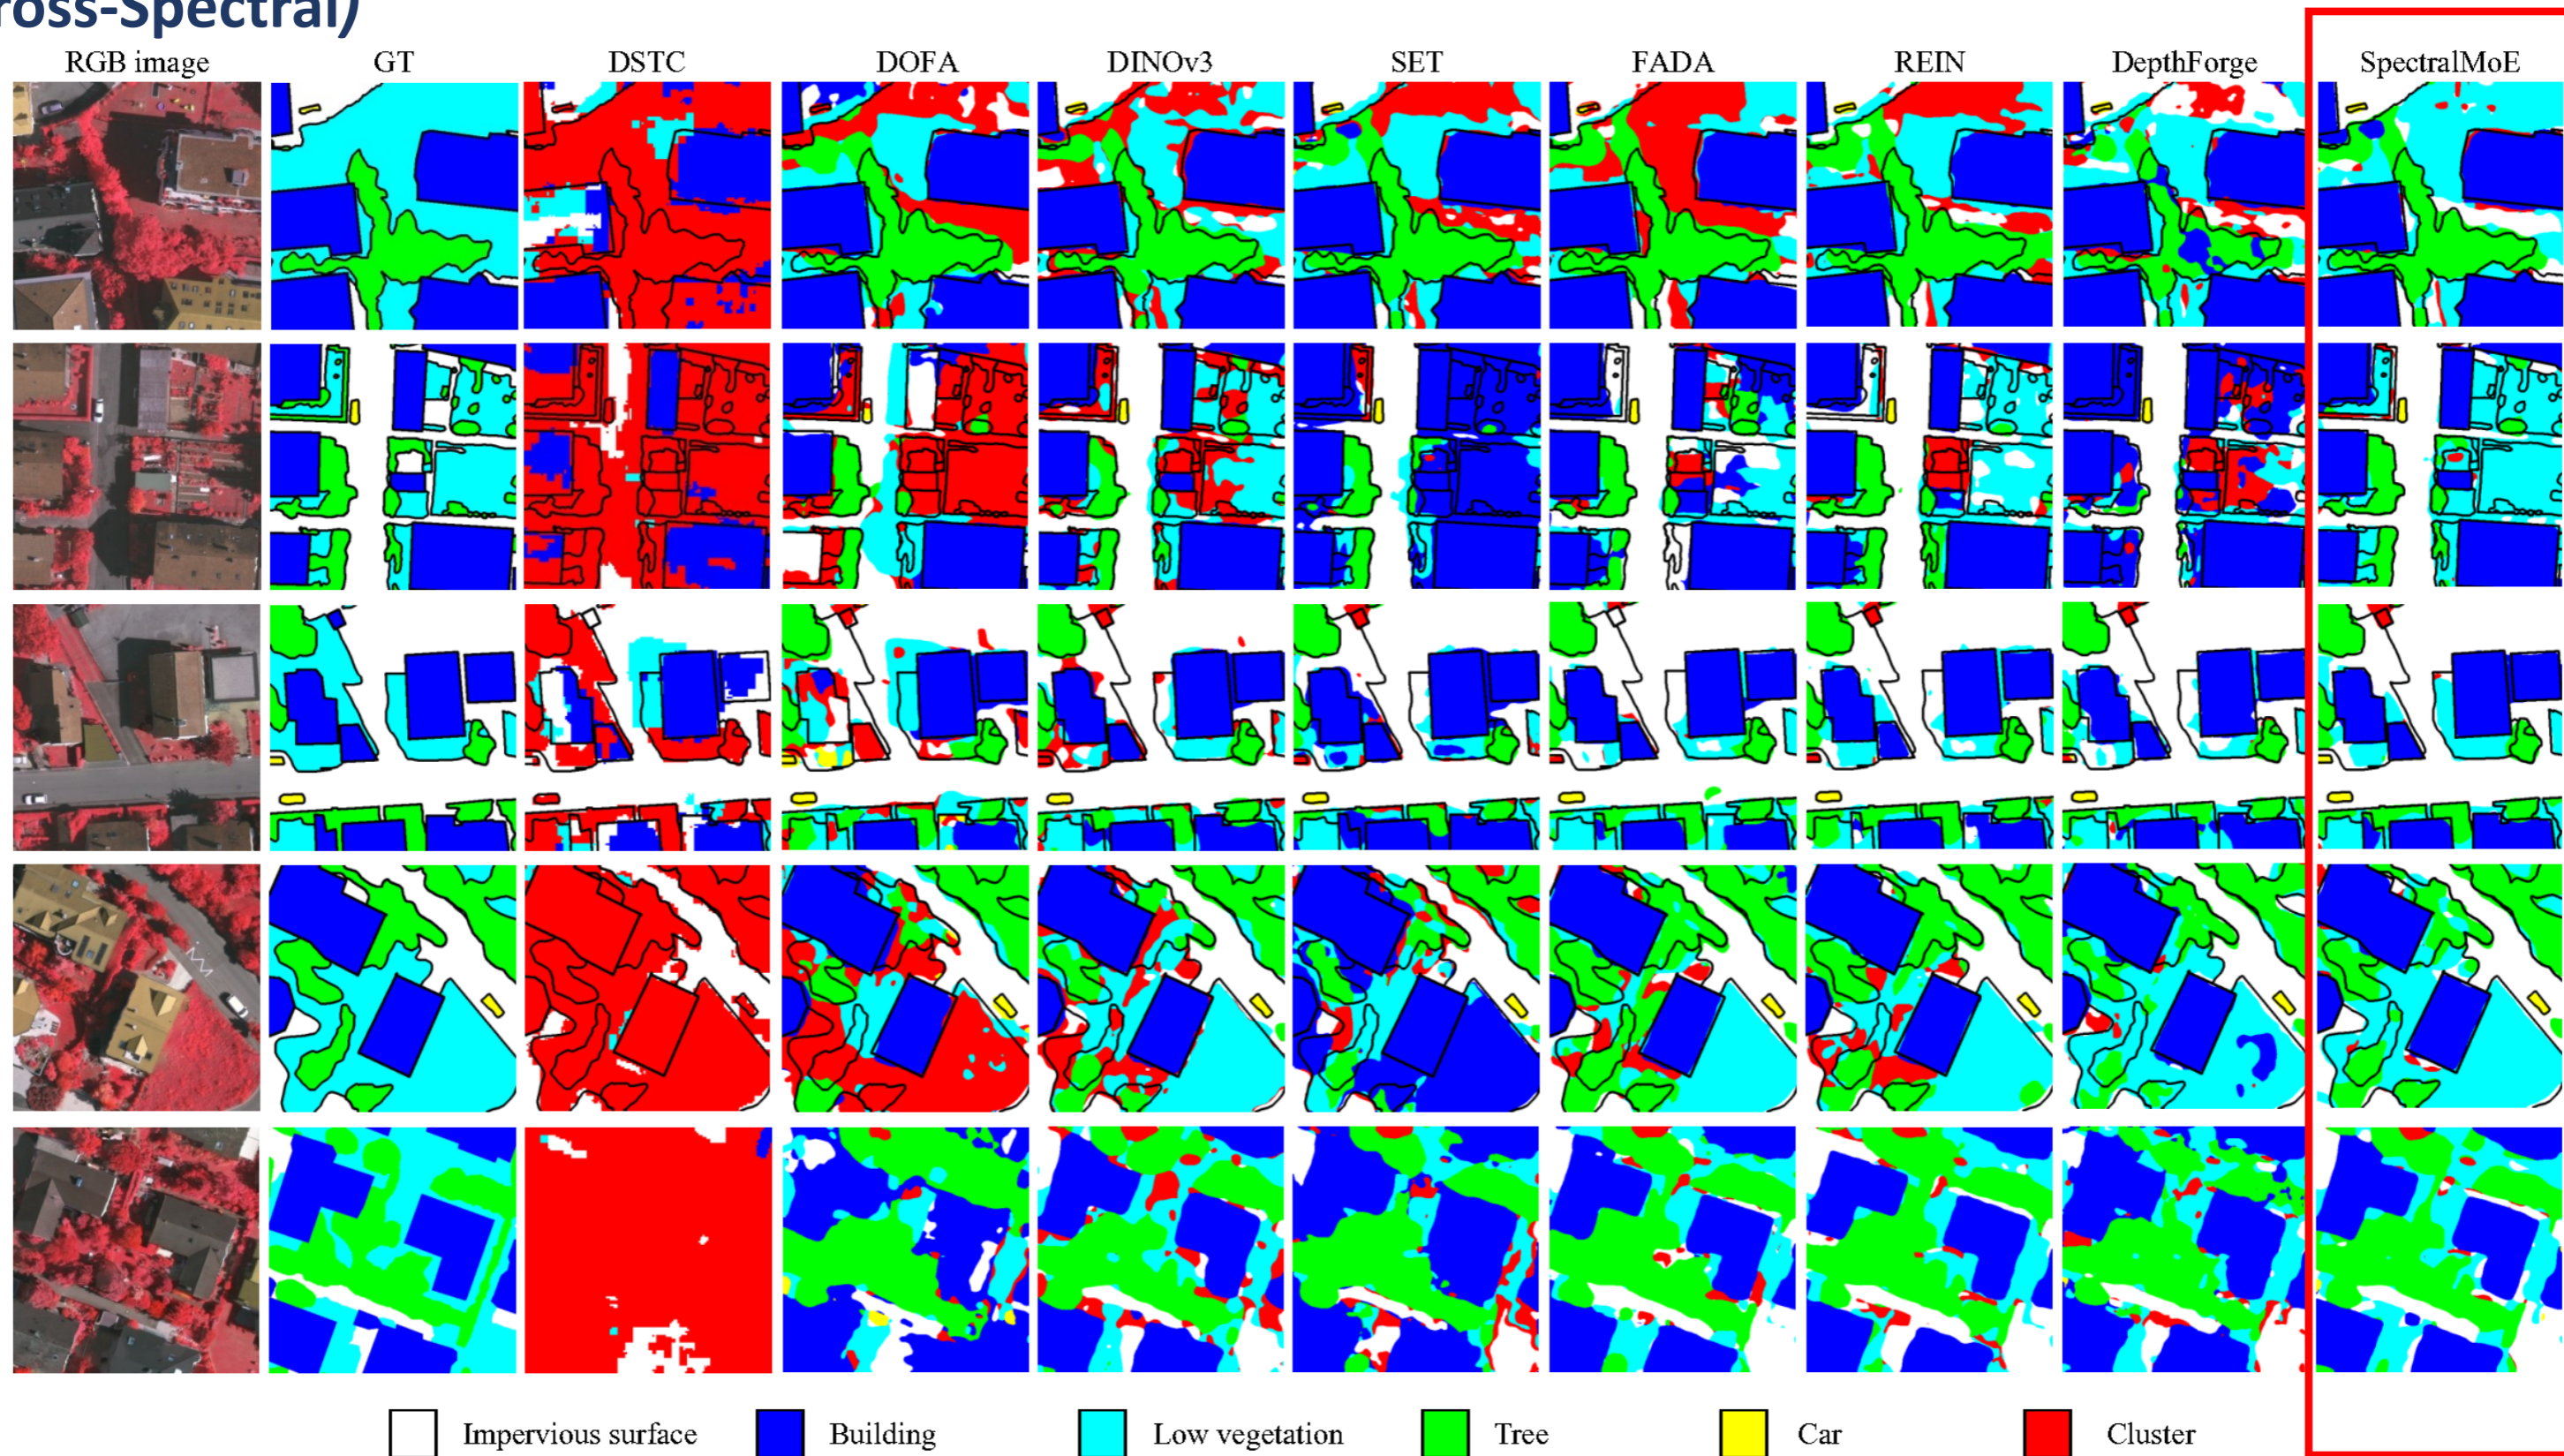 ross-Spectral)
RGB image GT DSTC DOFA DINOv3 SET FADA REIN DepthForge SpectralMoE
Impervious surface Building Low vegetation Tree Car Cluster